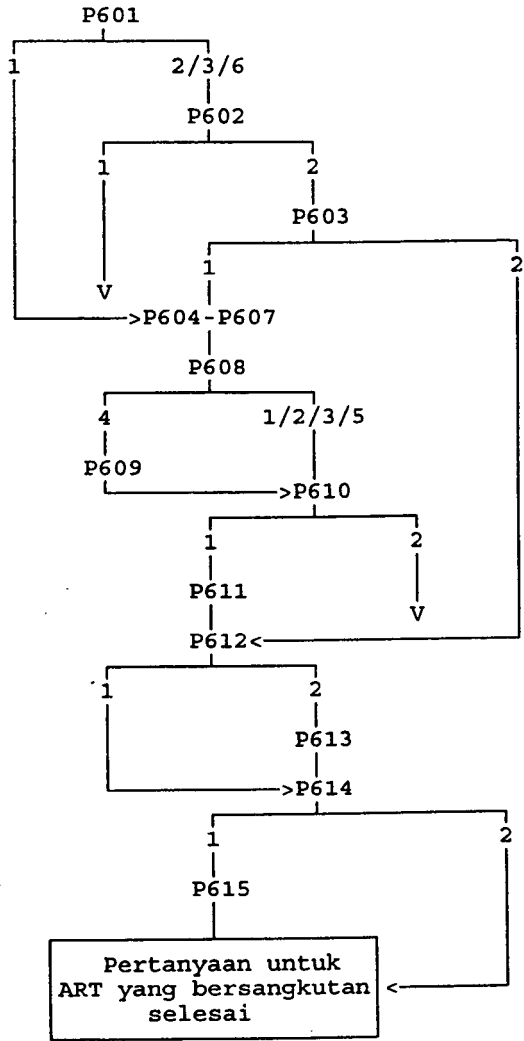 P601
1 2/3/6
P602
1 2
P603
1 2
V
>P604-P607
P608
4 1/2/3/5
P609
>P610
1 2
P611
V
P612<
1 2
P613
>P614
1 2
P615
Pertanyaan untuk
ART yang bersangkutan <
selesai